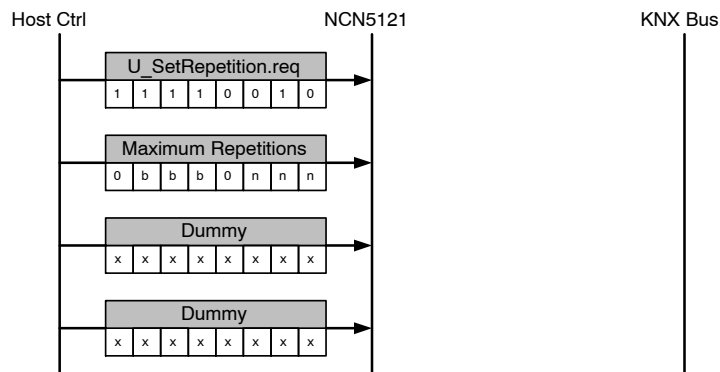 Host Ctrl NCN5121 KNX Bus
U_SetRepetition.req
1 1 1 1 0 0 1 0
Maximum Repetitions
0 b b b 0 n n n
Dummy
x x x x x x x x
Dummy
x x x x x x x x